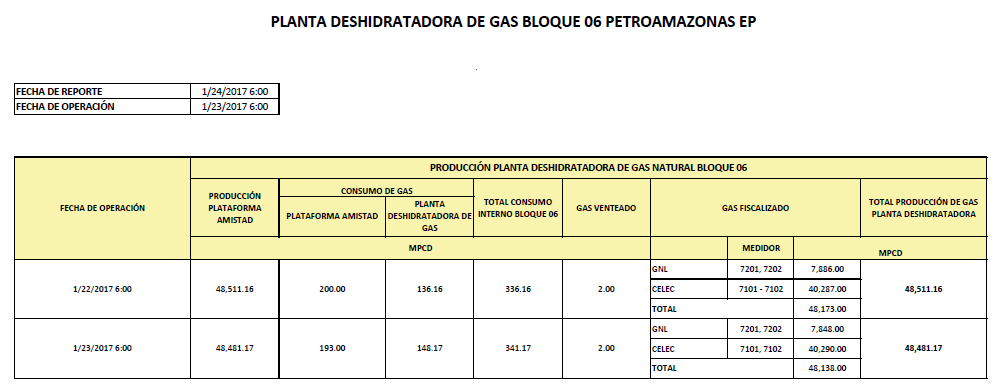 PLANTA DESHIDRATADORA DE GAS BLOQUE 06 PETROAMAZONAS EP
FECHA DE REPORTE 1/24/2017 6:00
FECHA DE OPERACIÓN 1/23/2017 6:00
PRODUCCIÓN PLANTA DESHIDRATADORA DE GAS NATURAL BLOQUE 06
FECHA DE OPERACIÓN
PRODUCCIÓN
PLATAFORMA
AMISTAD
CONSUMO DE GAS
PLATAFORMA AMISTAD
PLANTA
DESHIDRATADORA DE
GAS
TOTAL CONSUMO
INTERNO BLOQUE 06
GAS VENTEADO
GAS FISCALIZADO
TOTAL PRODUCCIÓN DE GAS
PLANTA DESHIDRATADORA
MPCD
MEDIDOR
MPCD
1/22/2017 6:00 48,511.16 200.00 136.16 336.16 2.00
GNL 7201, 7202 7,886.00
CELEC 7101 - 7102 40,287.00
TOTAL 48,173.00
48,511.16
1/23/2017 6:00 48,481.17 193.00 148.17 341.17 2.00
GNL 7201, 7202 7,848.00
CELEC 7101, 7102 40,290.00
TOTAL 48,138.00
48,481.17